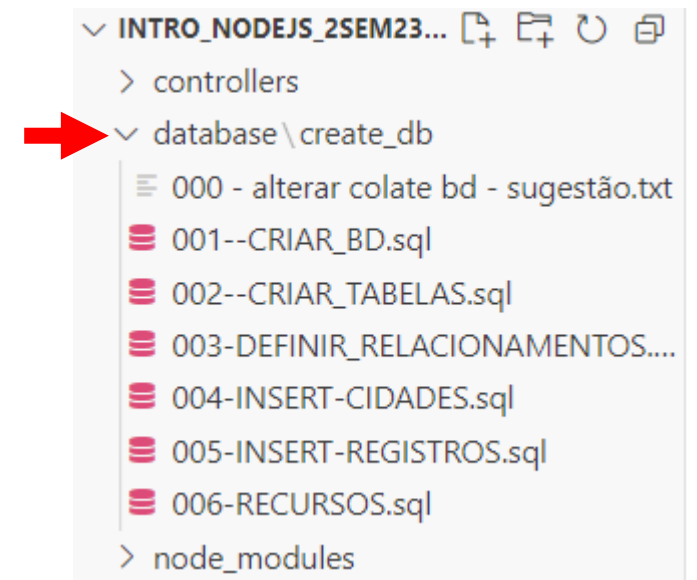 INTRO_NODEJS_2SEM23...
controllers
database\create_db
000 - alterar colate bd - sugestão.txt
001--CRIAR_BD.sql
002--CRIAR_TABELAS.sql
003-DEFINIR_RELACIONAMENTOS....
004-INSERT-CIDADES.sql
005-INSERT-REGISTROS.sql
006-RECURSOS.sql
node_modules